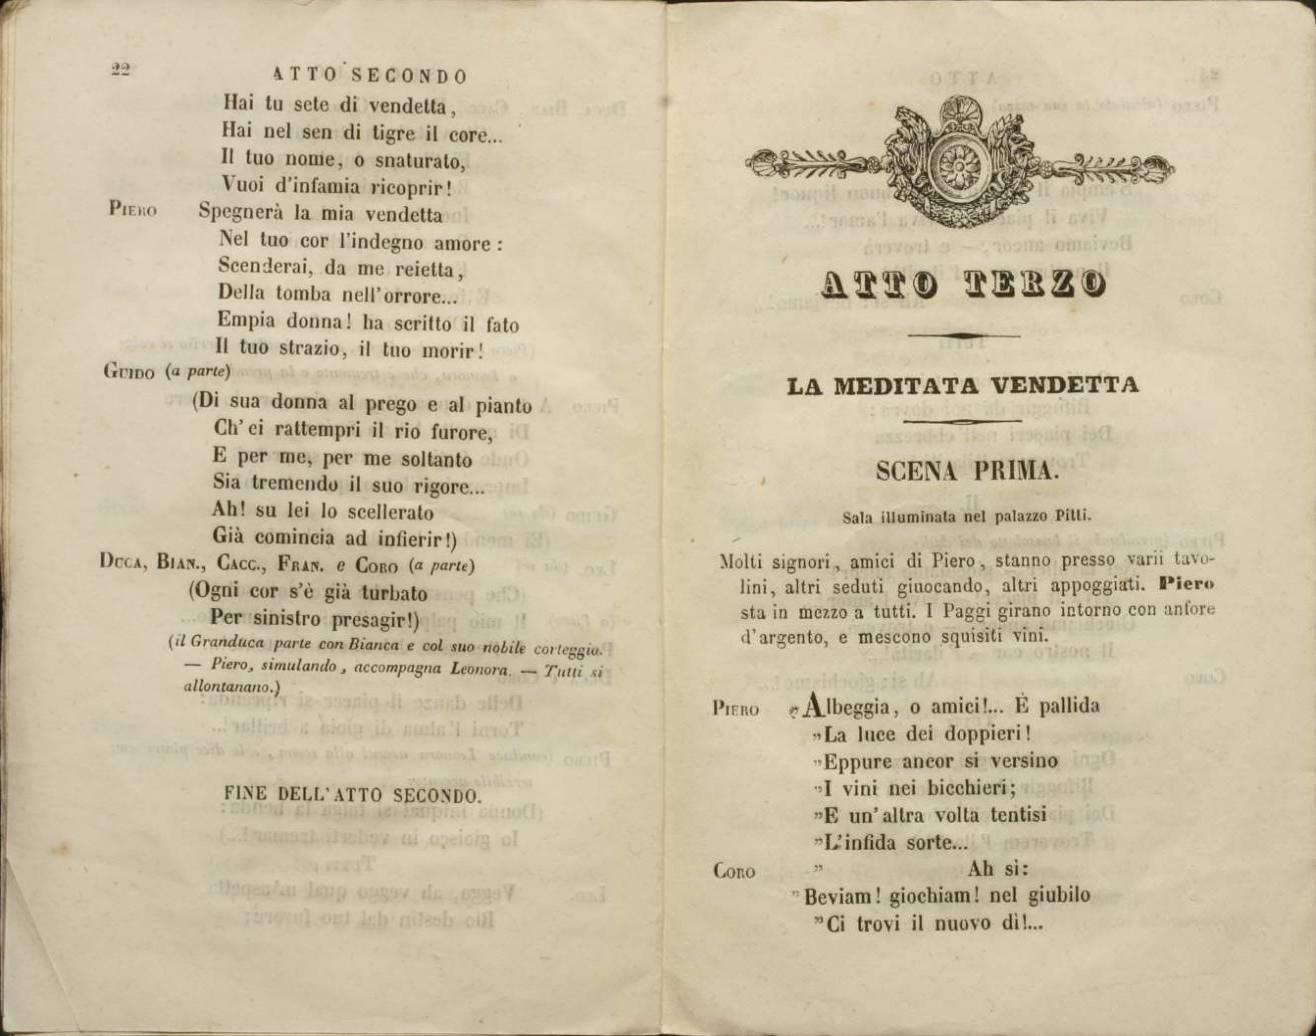 22
ATTO SECONDO
Hai tu sete di vendetta,
Hai nel sen di tigre il core...
Il tuo nome, o snaturato,
Vuoi d'infamia ricoprir!
PIERO Spegnerà la mia vendetta
Nel tuo cor l'indegno amore:
Scenderai, da me reietta,
Della tomba nell'orrore...
Empia donna! ha scritto il fato
Il tuo strazio, il tuo morir!
GUIDO (a parte)
(Di sua donna al prego e al pianto
Ch'ei rattempri il rio furore,
E per me, per me soltanto
Sia tremendo il suo rigore...
Ah! su lei lo scellerato
Già comincia ad infierir!)
DUCA, BIAN., CACC., FRAN. e CORO (a parte)
(Ogni cor s'è già turbato
Per sinistro presagir!)
(il Granduca parte con Bianca e col suo nobile corteggio.
— Piero, simulando, accompagna Leonora. — Tutti si
allontanano.)
FINE DELL'ATTO SECONDO.
ATTO TERZO
LA MEDITATA VENDETTA
SCENA PRIMA.
Sala illuminata nel palazzo Pitti.
Molti signori, amici di Piero, stanno presso varii tavo-
lini, altri seduti giuocando, altri appoggiati. Piero
sta in mezzo a tutti. I Paggi girano intorno con anfore
d'argento, e mescono squisiti vini.
PIERO „Albeggia, o amici!... È pallida
„La luce dei doppieri!
„Eppure ancor si versino
„I vini nei bicchieri;
„E un'altra volta tentisi
„L'infida sorte...
CORO „ Ah sì:
„Beviam! giochiam! nel giubilo
„Ci trovi il nuovo dì!...